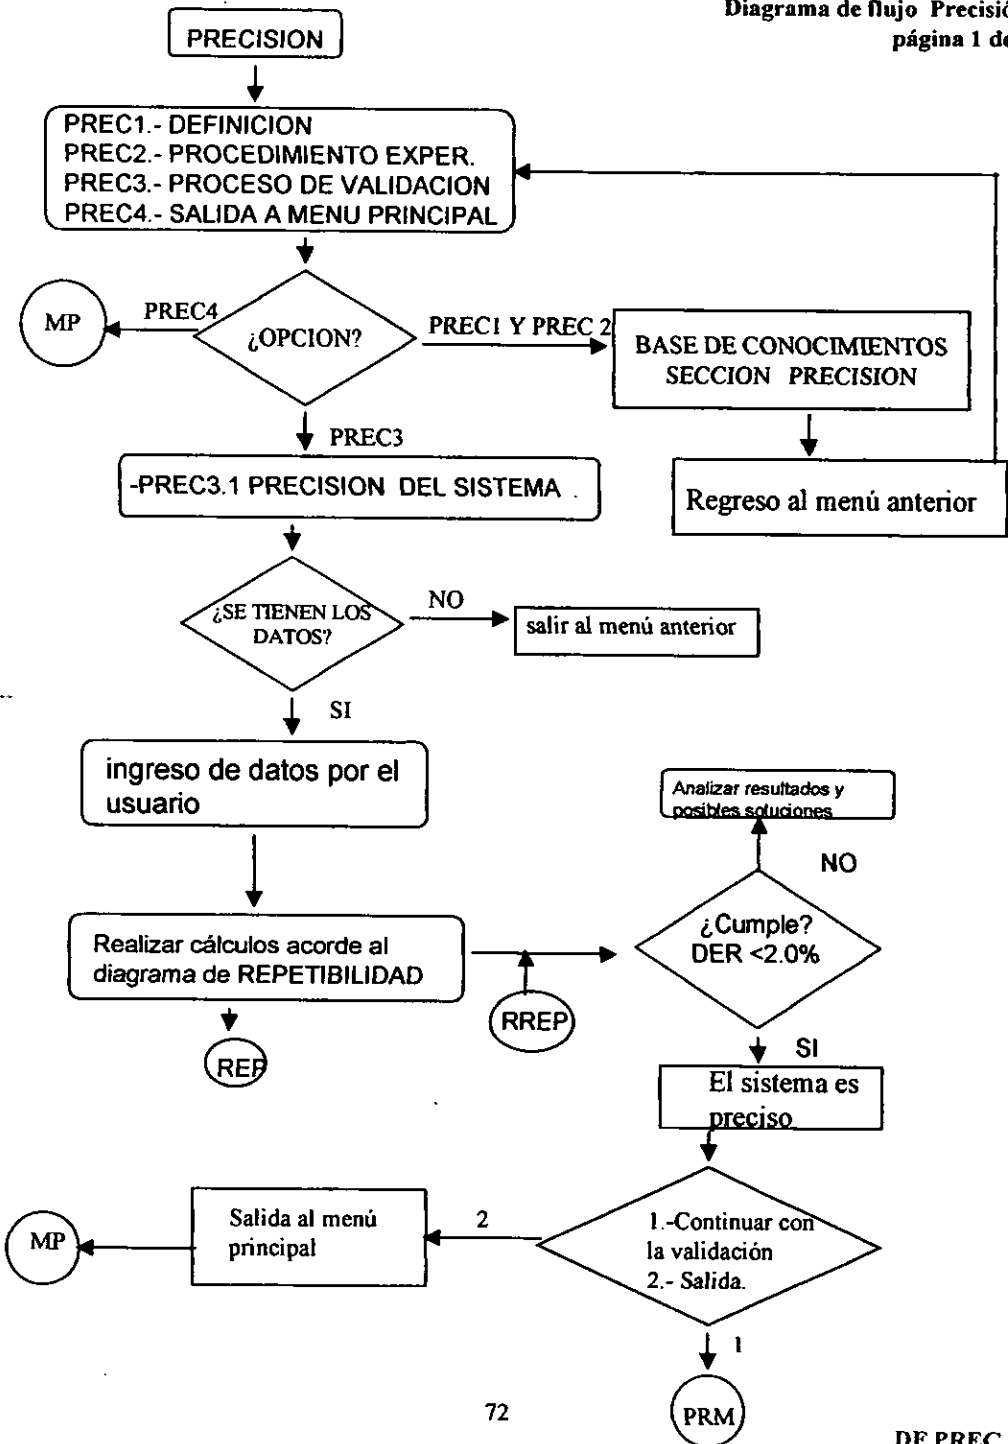 Diagrama de flujo Precisió
página 1 de
PRECISION
PREC1.- DEFINICION
PREC2.- PROCEDIMIENTO EXPER.
PREC3.- PROCESO DE VALIDACION
PREC4.- SALIDA A MENU PRINCIPAL
MP
PREC4
¿OPCION?
PREC1 Y PREC 2
BASE DE CONOCIMIENTOS
SECCION PRECISION
PREC3
-PREC3.1 PRECISION DEL SISTEMA .
Regreso al menú anterior
¿SE TIENEN LOS
DATOS?
NO
salir al menú anterior
SI
ingreso de datos por el
usuario
Analizar resultados y
posibles soluciones
NO
¿Cumple?
DER <2.0%
Realizar cálculos acorde al
diagrama de REPETIBILIDAD
RREP
REP
SI
El sistema es
preciso
Salida al menú
principal
2
MP
1.-Continuar con
la validación
2.- Salida.
1
72
PRM
DE PREC